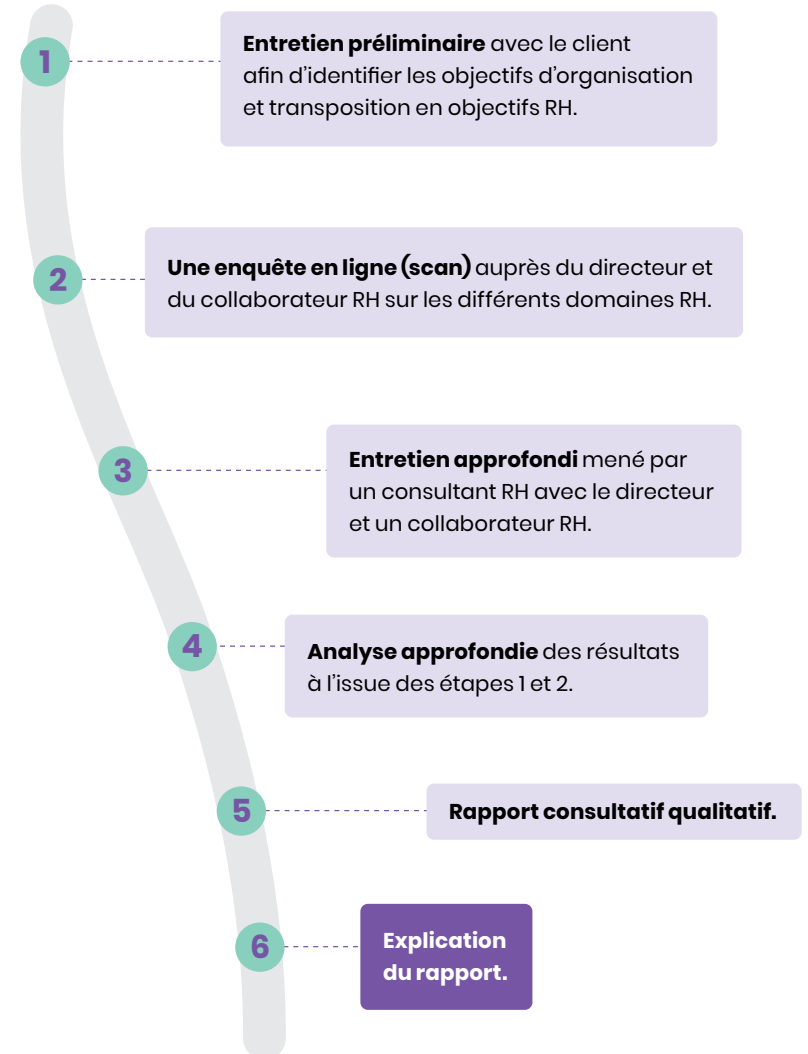 1
Entretien préliminaire avec le client
afin d'identifier les objectifs d'organisation
et transposition en objectifs RH.
2
Une enquête en ligne (scan) auprès du directeur et
du collaborateur RH sur les différents domaines RH.
3
Entretien approfondi mené par
un consultant RH avec le directeur
et un collaborateur RH.
4
Analyse approfondie des résultats
à l'issue des étapes 1 et 2.
5
Rapport consultatif qualitatif.
6
Explication
du rapport.